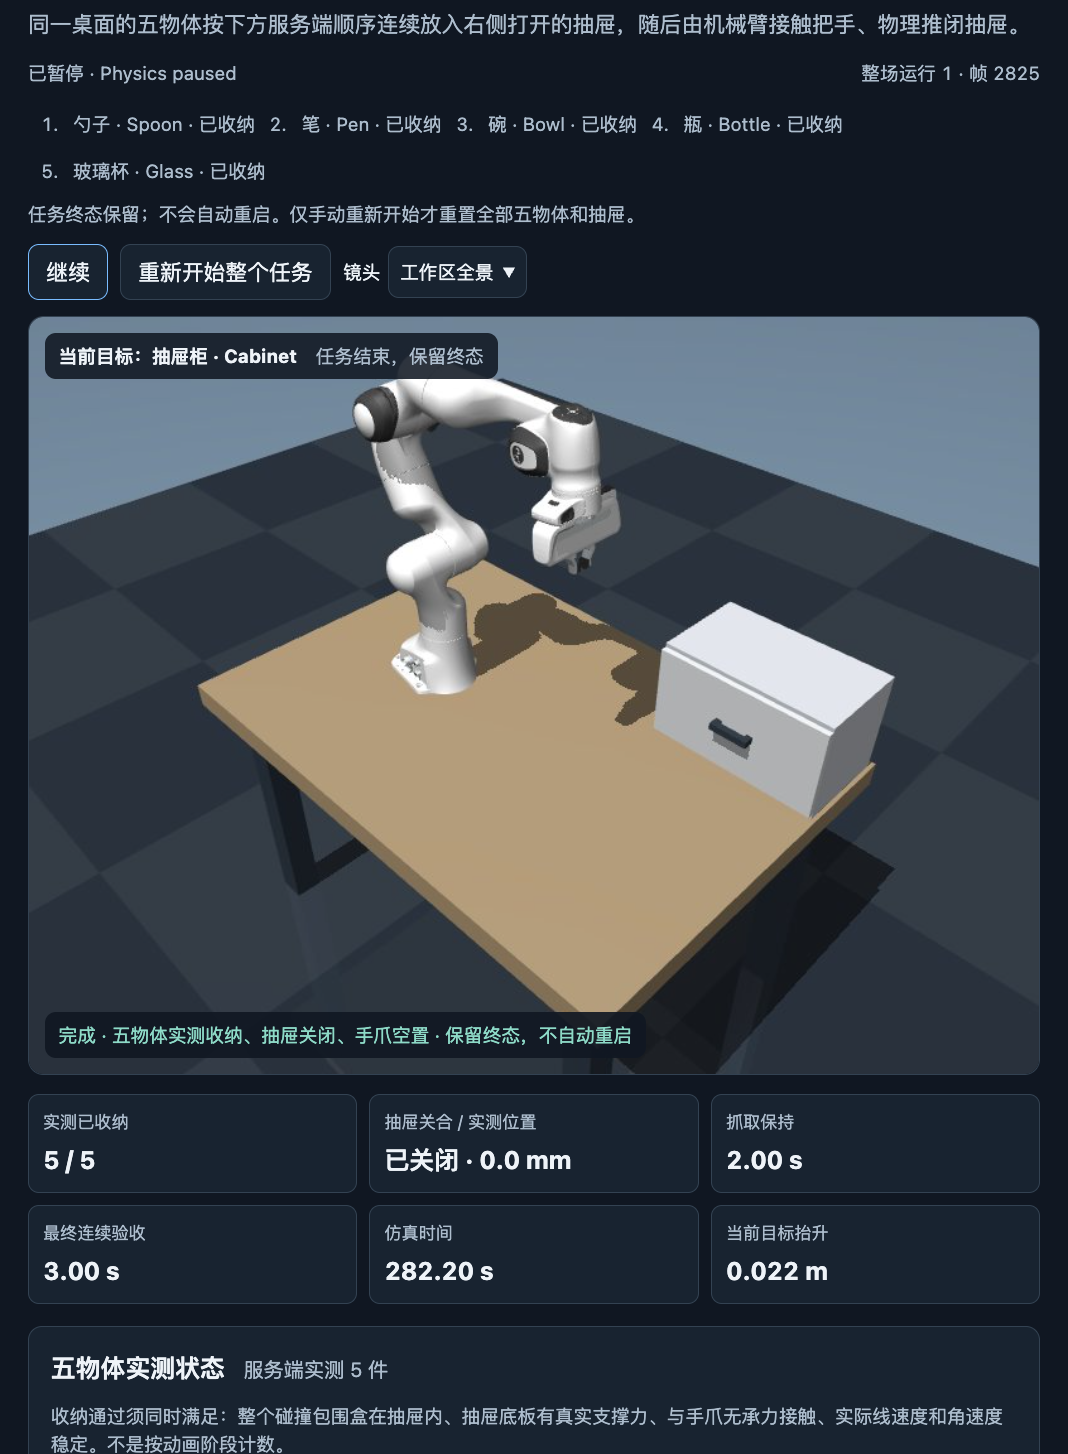 同一桌面的五物体按下方服务端顺序连续放入右侧打开的抽屉，随后由机械臂接触把手、物理推闭抽屉。
已暂停 · Physics paused
整场运行 1 · 帧 2825
1. 勺子 · Spoon · 已收纳 2. 笔 · Pen · 已收纳 3. 碗 · Bowl · 已收纳 4. 瓶 · Bottle · 已收纳
5. 玻璃杯 · Glass · 已收纳
任务终态保留；不会自动重启。仅手动重新开始才重置全部五物体和抽屉。
继续 重新开始整个任务 镜头 工作区全景 ▼
当前目标：抽屉柜 · Cabinet 任务结束，保留终态
完成 · 五物体实测收纳、抽屉关闭、手爪空置 · 保留终态，不自动重启
实测已收纳
5 / 5
抽屉关合 / 实测位置
已关闭 · 0.0 mm
抓取保持
2.00 s
最终连续验收
3.00 s
仿真时间
282.20 s
当前目标抬升
0.022 m
五物体实测状态 服务端实测 5 件
收纳通过须同时满足：整个碰撞包围盒在抽屉内、抽屉底板有真实支撑力、与手爪无承力接触、实际线速度和角速度
稳定。不是按动画阶段计数。